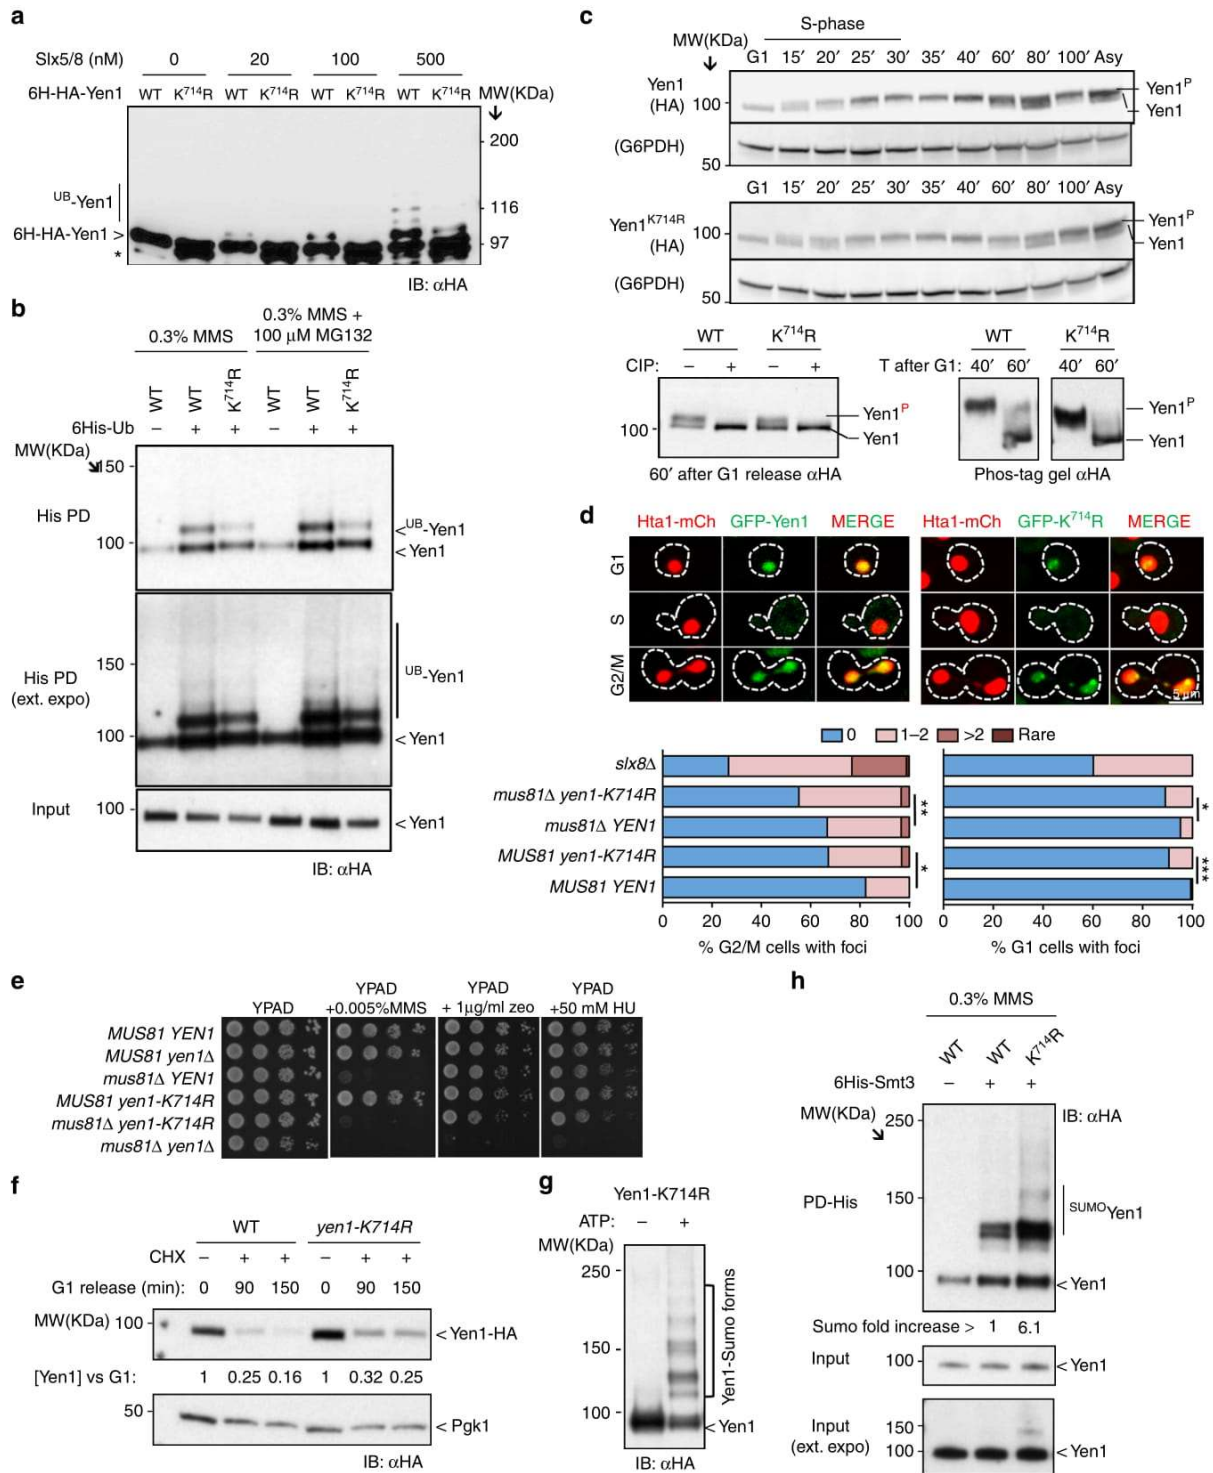 a
Slx5/8 (nM) 0 20 100 500
6H-HA-Yen1 WT K714R WT K714R WT K714R WT K714R MW(KDa)
200
UB-Yen1
116
6H-HA-Yen1 >
97
*
IB: αHA
b
0.3% MMS
0.3% MMS +
100 µM MG132
WT WT K714R WT WT K714R
6His-Ub − + + − + +
MW(KDa)
150
His PD
<UB-Yen1
100
< Yen1
150
UB-Yen1
His PD
(ext. expo)
100
< Yen1
Input
100
< Yen1
IB: αHA
c
S-phase
MW(KDa)
G1 15′ 20′ 25′ 30′ 35′ 40′ 60′ 80′ 100′ Asy
Yen1
(HA)
100
Yen1P
Yen1
(G6PDH)
50
G1 15′ 20′ 25′ 30′ 35′ 40′ 60′ 80′ 100′ Asy
Yen1K714R
(HA)
100
Yen1P
Yen1
(G6PDH)
50
WT K714R
CIP: − + − +
100
Yen1P
Yen1
60′ after G1 release αHA
WT K714R
T after G1: 40′ 60′ 40′ 60′
Yen1P
Yen1
Phos-tag gel αHA
d
Hta1-mCh GFP-Yen1 MERGE Hta1-mCh GFP-K714R MERGE
G1
S
G2/M
5 µm
0 1–2 >2 Rare
slx8Δ
mus81Δ yen1-K714R
**
*
mus81Δ YEN1
MUS81 yen1-K714R
*
***
MUS81 YEN1
0 20 40 60 80 100
0 20 40 60 80 100
% G2/M cells with foci
% G1 cells with foci
e
YPAD
YPAD
+0.005%MMS
YPAD
+ 1µg/ml zeo
YPAD
+50 mM HU
MUS81 YEN1
MUS81 yen1Δ
mus81Δ YEN1
MUS81 yen1-K714R
mus81Δ yen1-K714R
mus81Δ yen1Δ
f
WT yen1-K714R
CHX − + + − + +
G1 release (min): 0 90 150 0 90 150
MW(KDa) 100
< Yen1-HA
[Yen1] vs G1: 1 0.25 0.16 1 0.32 0.25
50
< Pgk1
IB: αHA
g
Yen1-K714R
ATP: − +
MW(KDa)
250
150
100
Yen1-Sumo forms
< Yen1
IB: αHA
h
0.3% MMS
WT WT K714R
6His-Smt3 − + +
MW(KDa)
250
IB: αHA
PD-His
150
SUMOYen1
100
< Yen1
Sumo fold increase > 1 6.1
Input
100
< Yen1
Input
(ext. expo)
150
100
< Yen1